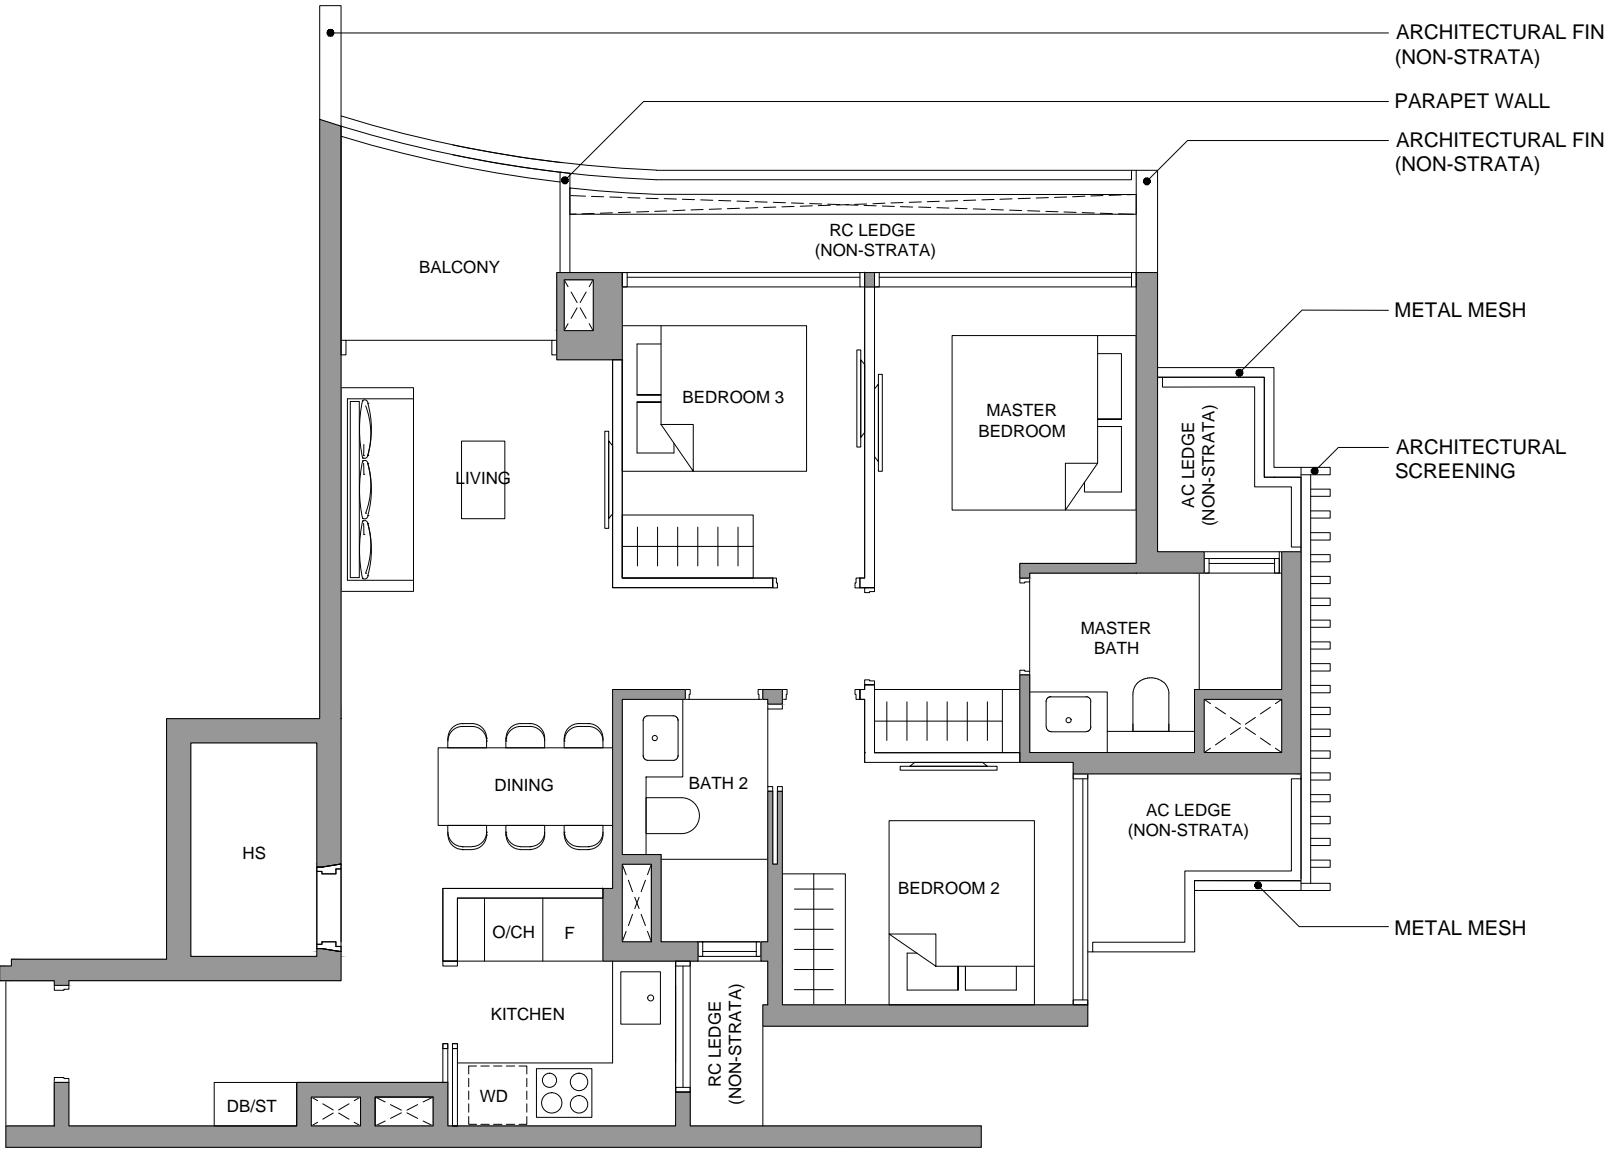 ARCHITECTURAL FIN
(NON-STRATA)
PARAPET WALL
ARCHITECTURAL FIN
(NON-STRATA)
RC LEDGE
(NON-STRATA)
BALCONY
METAL MESH
BEDROOM 3
MASTER
BEDROOM
AC LEDGE
(NON-STRATA)
ARCHITECTURAL
SCREENING
LIVING
MASTER
BATH
DINING
BATH 2
AC LEDGE
(NON-STRATA)
HS
BEDROOM 2
O/CH
F
METAL MESH
KITCHEN
RC LEDGE
(NON-STRATA)
WD
DB/ST